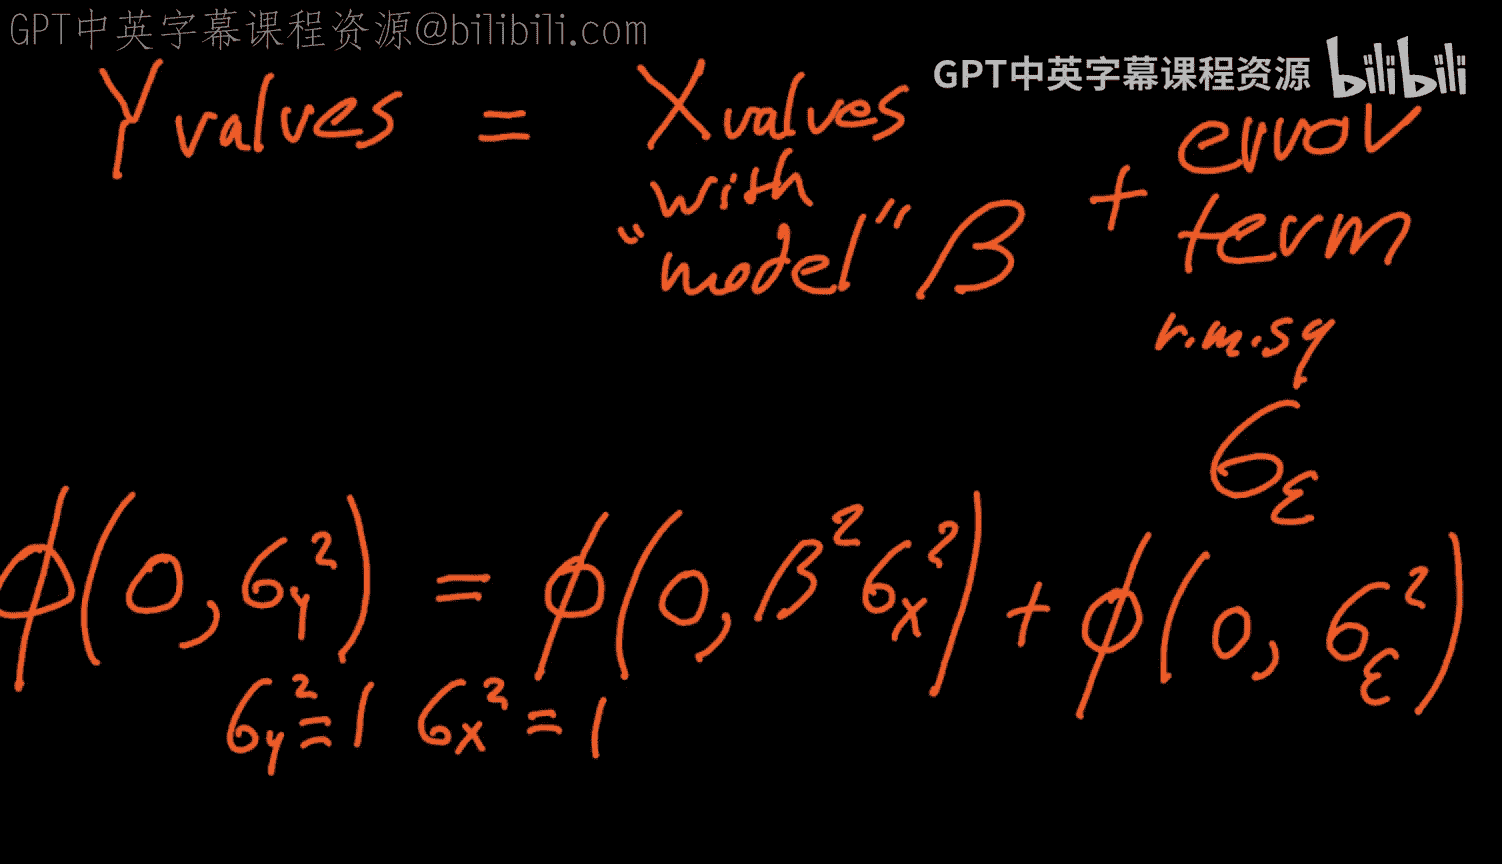 GPT中英字幕课程资源@bilibili.com
GPT中英字幕课程资源 bilibili
Y values = X values with "model" β + error term
r.m.sq
σε
φ(0, σy²) = φ(0, β²σx²) + φ(0, σε²)
σy² = 1 σx² = 1